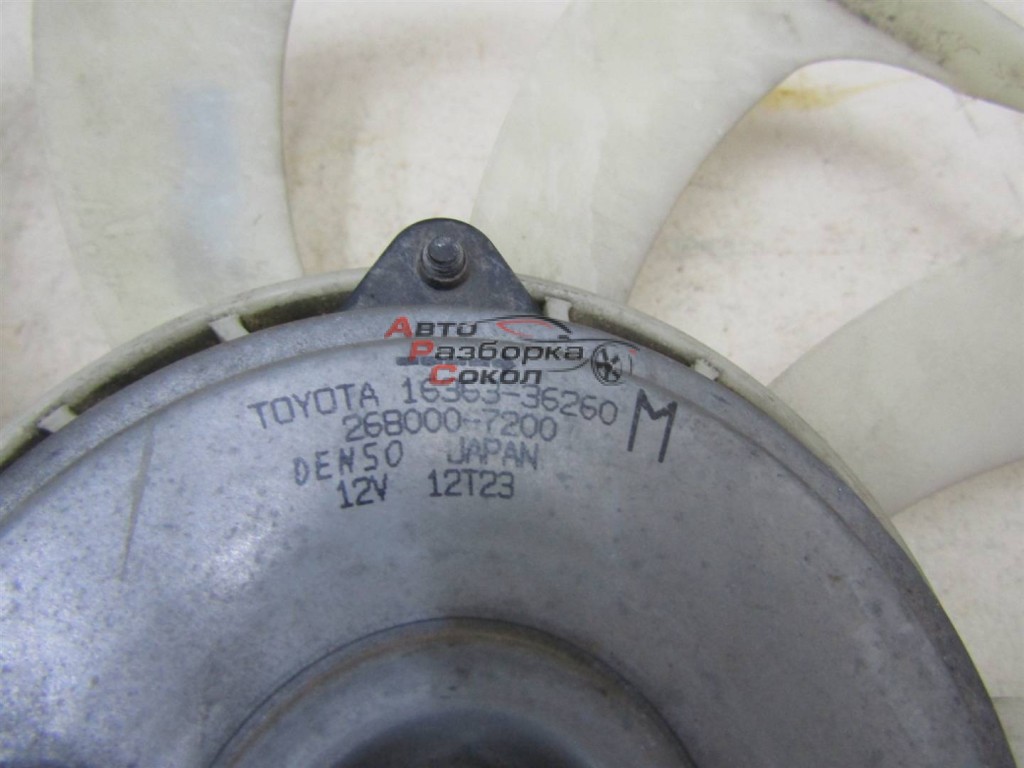 Авто
Разборка
Сокол
TOYOTA 16363-36260
268000-7200 M
DENSO JAPAN
12V 12T23